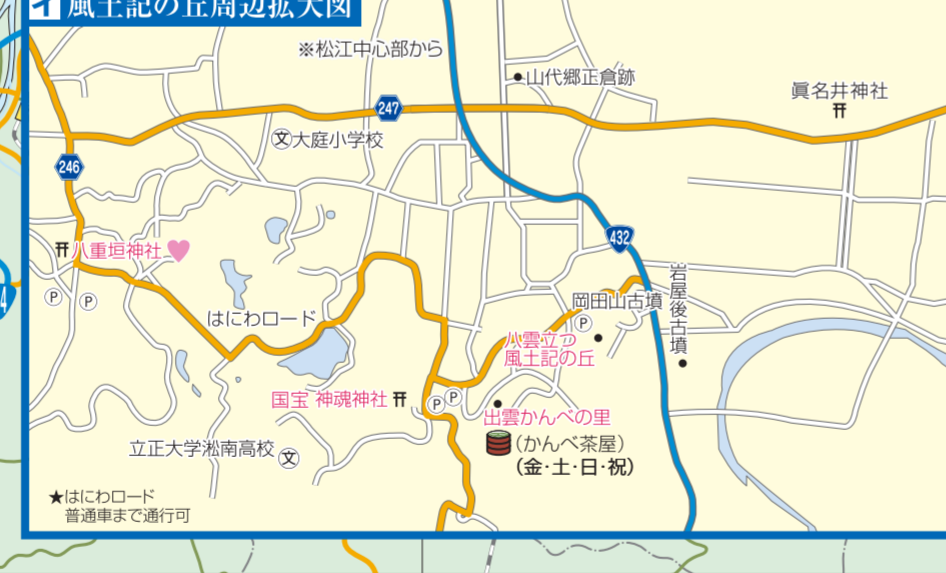 イ 風土記の丘周辺拡大図
※松江中心部から
山代郷正倉跡
眞名井神社
247
文 大庭小学校
246
432
八重垣神社
岩屋後古墳
P
P
岡田山古墳
はにわロード
P
八雲立つ
風土記の丘
国宝 神魂神社
P
P
出雲かんべの里
(かんべ茶屋)
(金・土・日・祝)
立正大学淞南高校
文
★はにわロード
普通車まで通行可